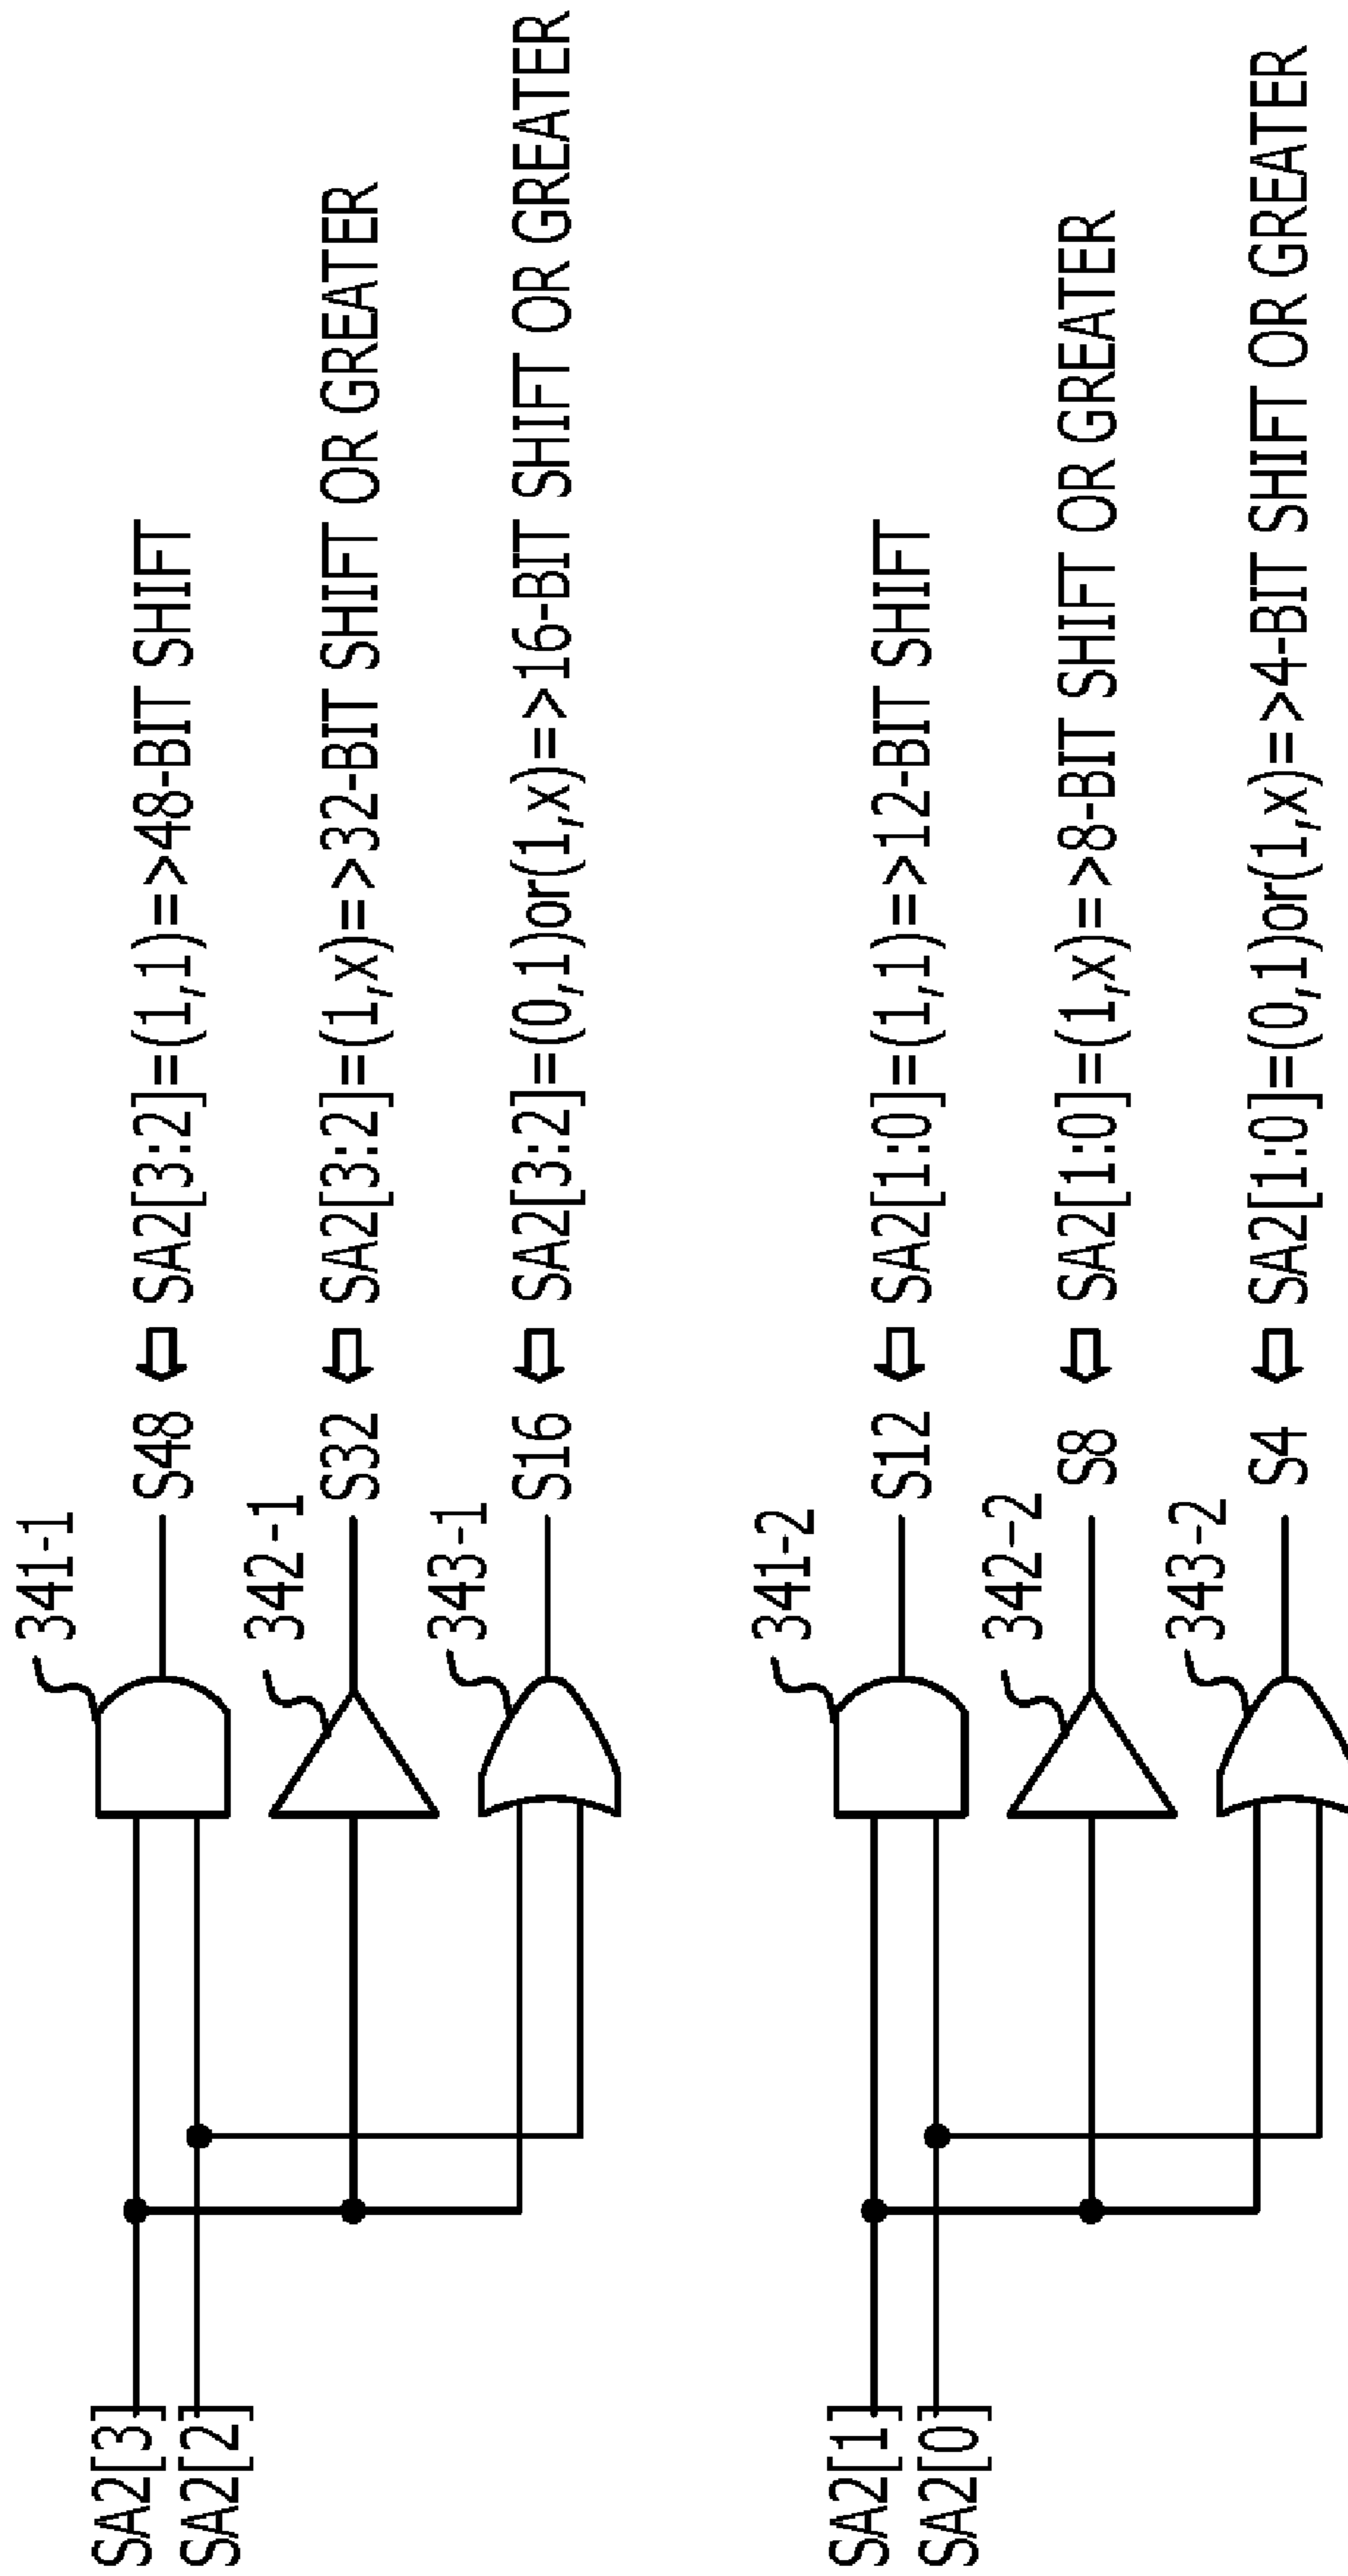 SA2[3]
SA2[2]
341-1
S48 ⇦ SA2[3:2]=(1,1)=>48-BIT SHIFT
342-1
S32 ⇦ SA2[3:2]=(1,x)=>32-BIT SHIFT OR GREATER
343-1
S16 ⇦ SA2[3:2]=(0,1)or(1,x)=>16-BIT SHIFT OR GREATER
SA2[1]
SA2[0]
341-2
S12 ⇦ SA2[1:0]=(1,1)=>12-BIT SHIFT
342-2
S8 ⇦ SA2[1:0]=(1,x)=>8-BIT SHIFT OR GREATER
343-2
S4 ⇦ SA2[1:0]=(0,1)or(1,x)=>4-BIT SHIFT OR GREATER